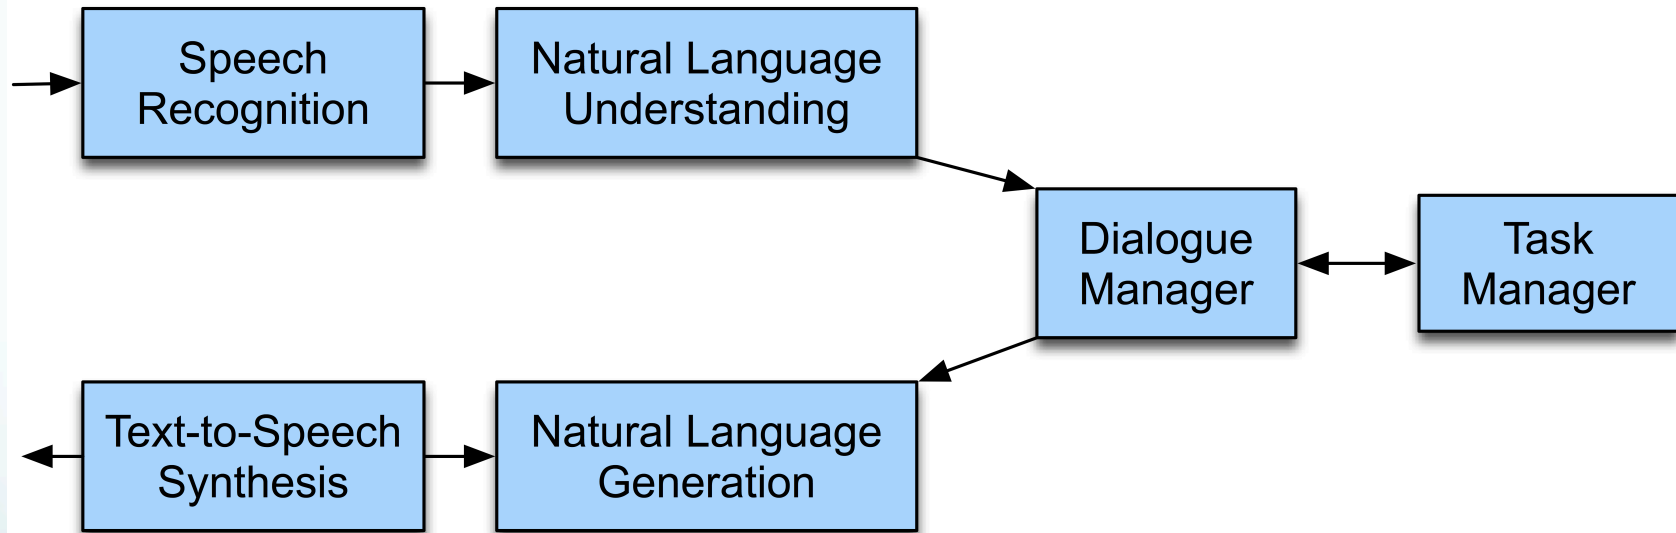 Speech
Recognition
Natural Language
Understanding
Dialogue
Manager
Task
Manager
Text-to-Speech
Synthesis
Natural Language
Generation